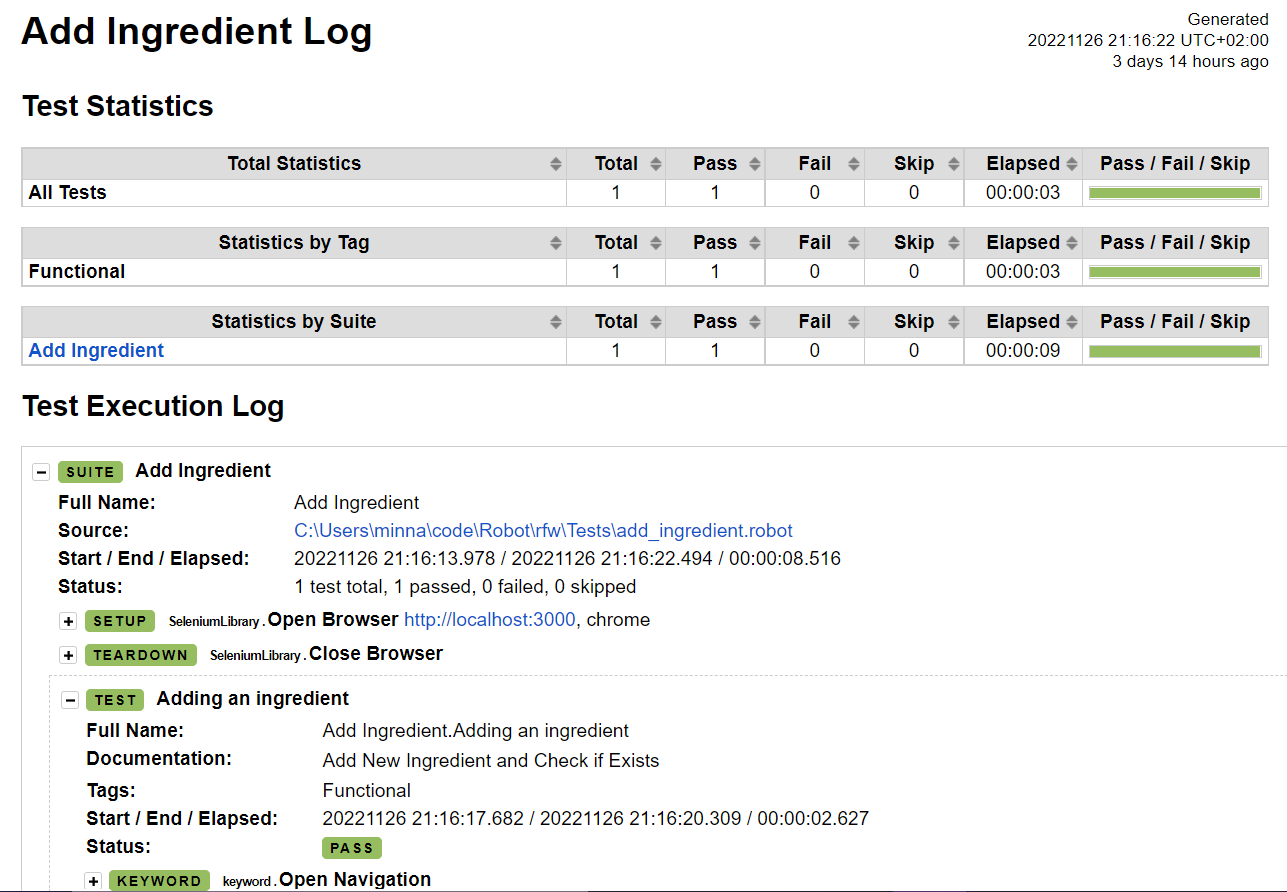 Add Ingredient Log
Generated
20221126 21:16:22 UTC+02:00
3 days 14 hours ago
Test Statistics
Total Statistics Total Pass Fail Skip Elapsed Pass / Fail / Skip
All Tests 1 1 0 0 00:00:03
Statistics by Tag Total Pass Fail Skip Elapsed Pass / Fail / Skip
Functional 1 1 0 0 00:00:03
Statistics by Suite Total Pass Fail Skip Elapsed Pass / Fail / Skip
Add Ingredient 1 1 0 0 00:00:09
Test Execution Log
− SUITE Add Ingredient
Full Name: Add Ingredient
Source: C:\Users\minna\code\Robot\rfw\Tests\add_ingredient.robot
Start / End / Elapsed: 20221126 21:16:13.978 / 20221126 21:16:22.494 / 00:00:08.516
Status: 1 test total, 1 passed, 0 failed, 0 skipped
+ SETUP SeleniumLibrary.Open Browser http://localhost:3000, chrome
+ TEARDOWN SeleniumLibrary.Close Browser
− TEST Adding an ingredient
Full Name: Add Ingredient.Adding an ingredient
Documentation: Add New Ingredient and Check if Exists
Tags: Functional
Start / End / Elapsed: 20221126 21:16:17.682 / 20221126 21:16:20.309 / 00:00:02.627
Status: PASS
+ KEYWORD keyword.Open Navigation